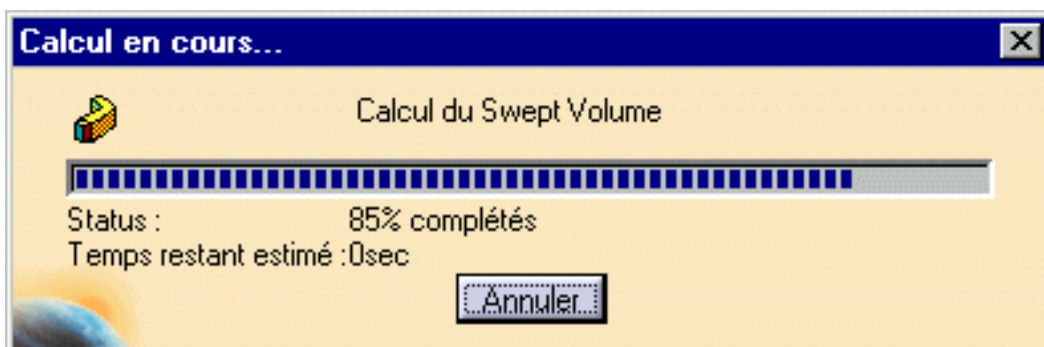 Calcul en cours...
Calcul du Swept Volume
Status : 85% complétés
Temps restant estimé :0sec
Annuler